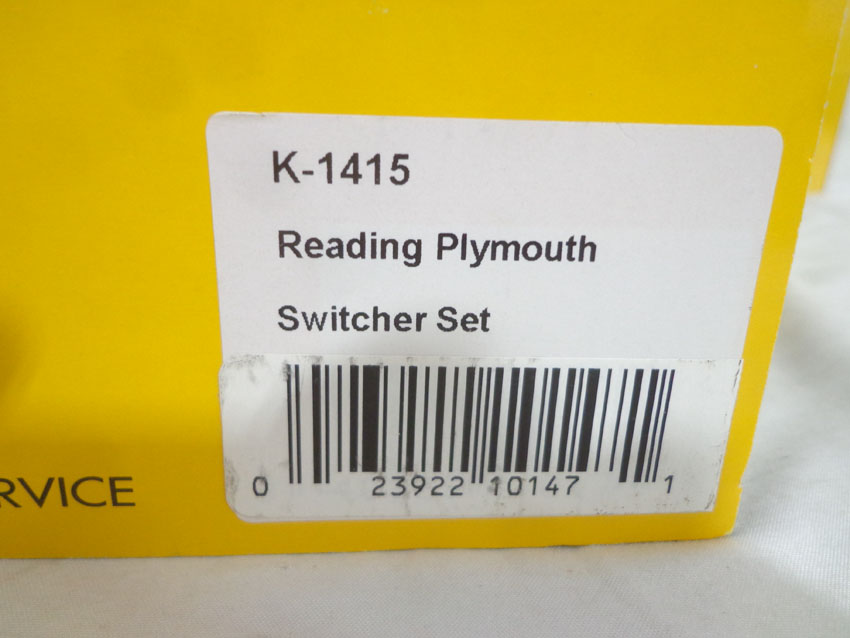 K-1415
Reading Plymouth
Switcher Set
RVICE
0 23922 10147 1